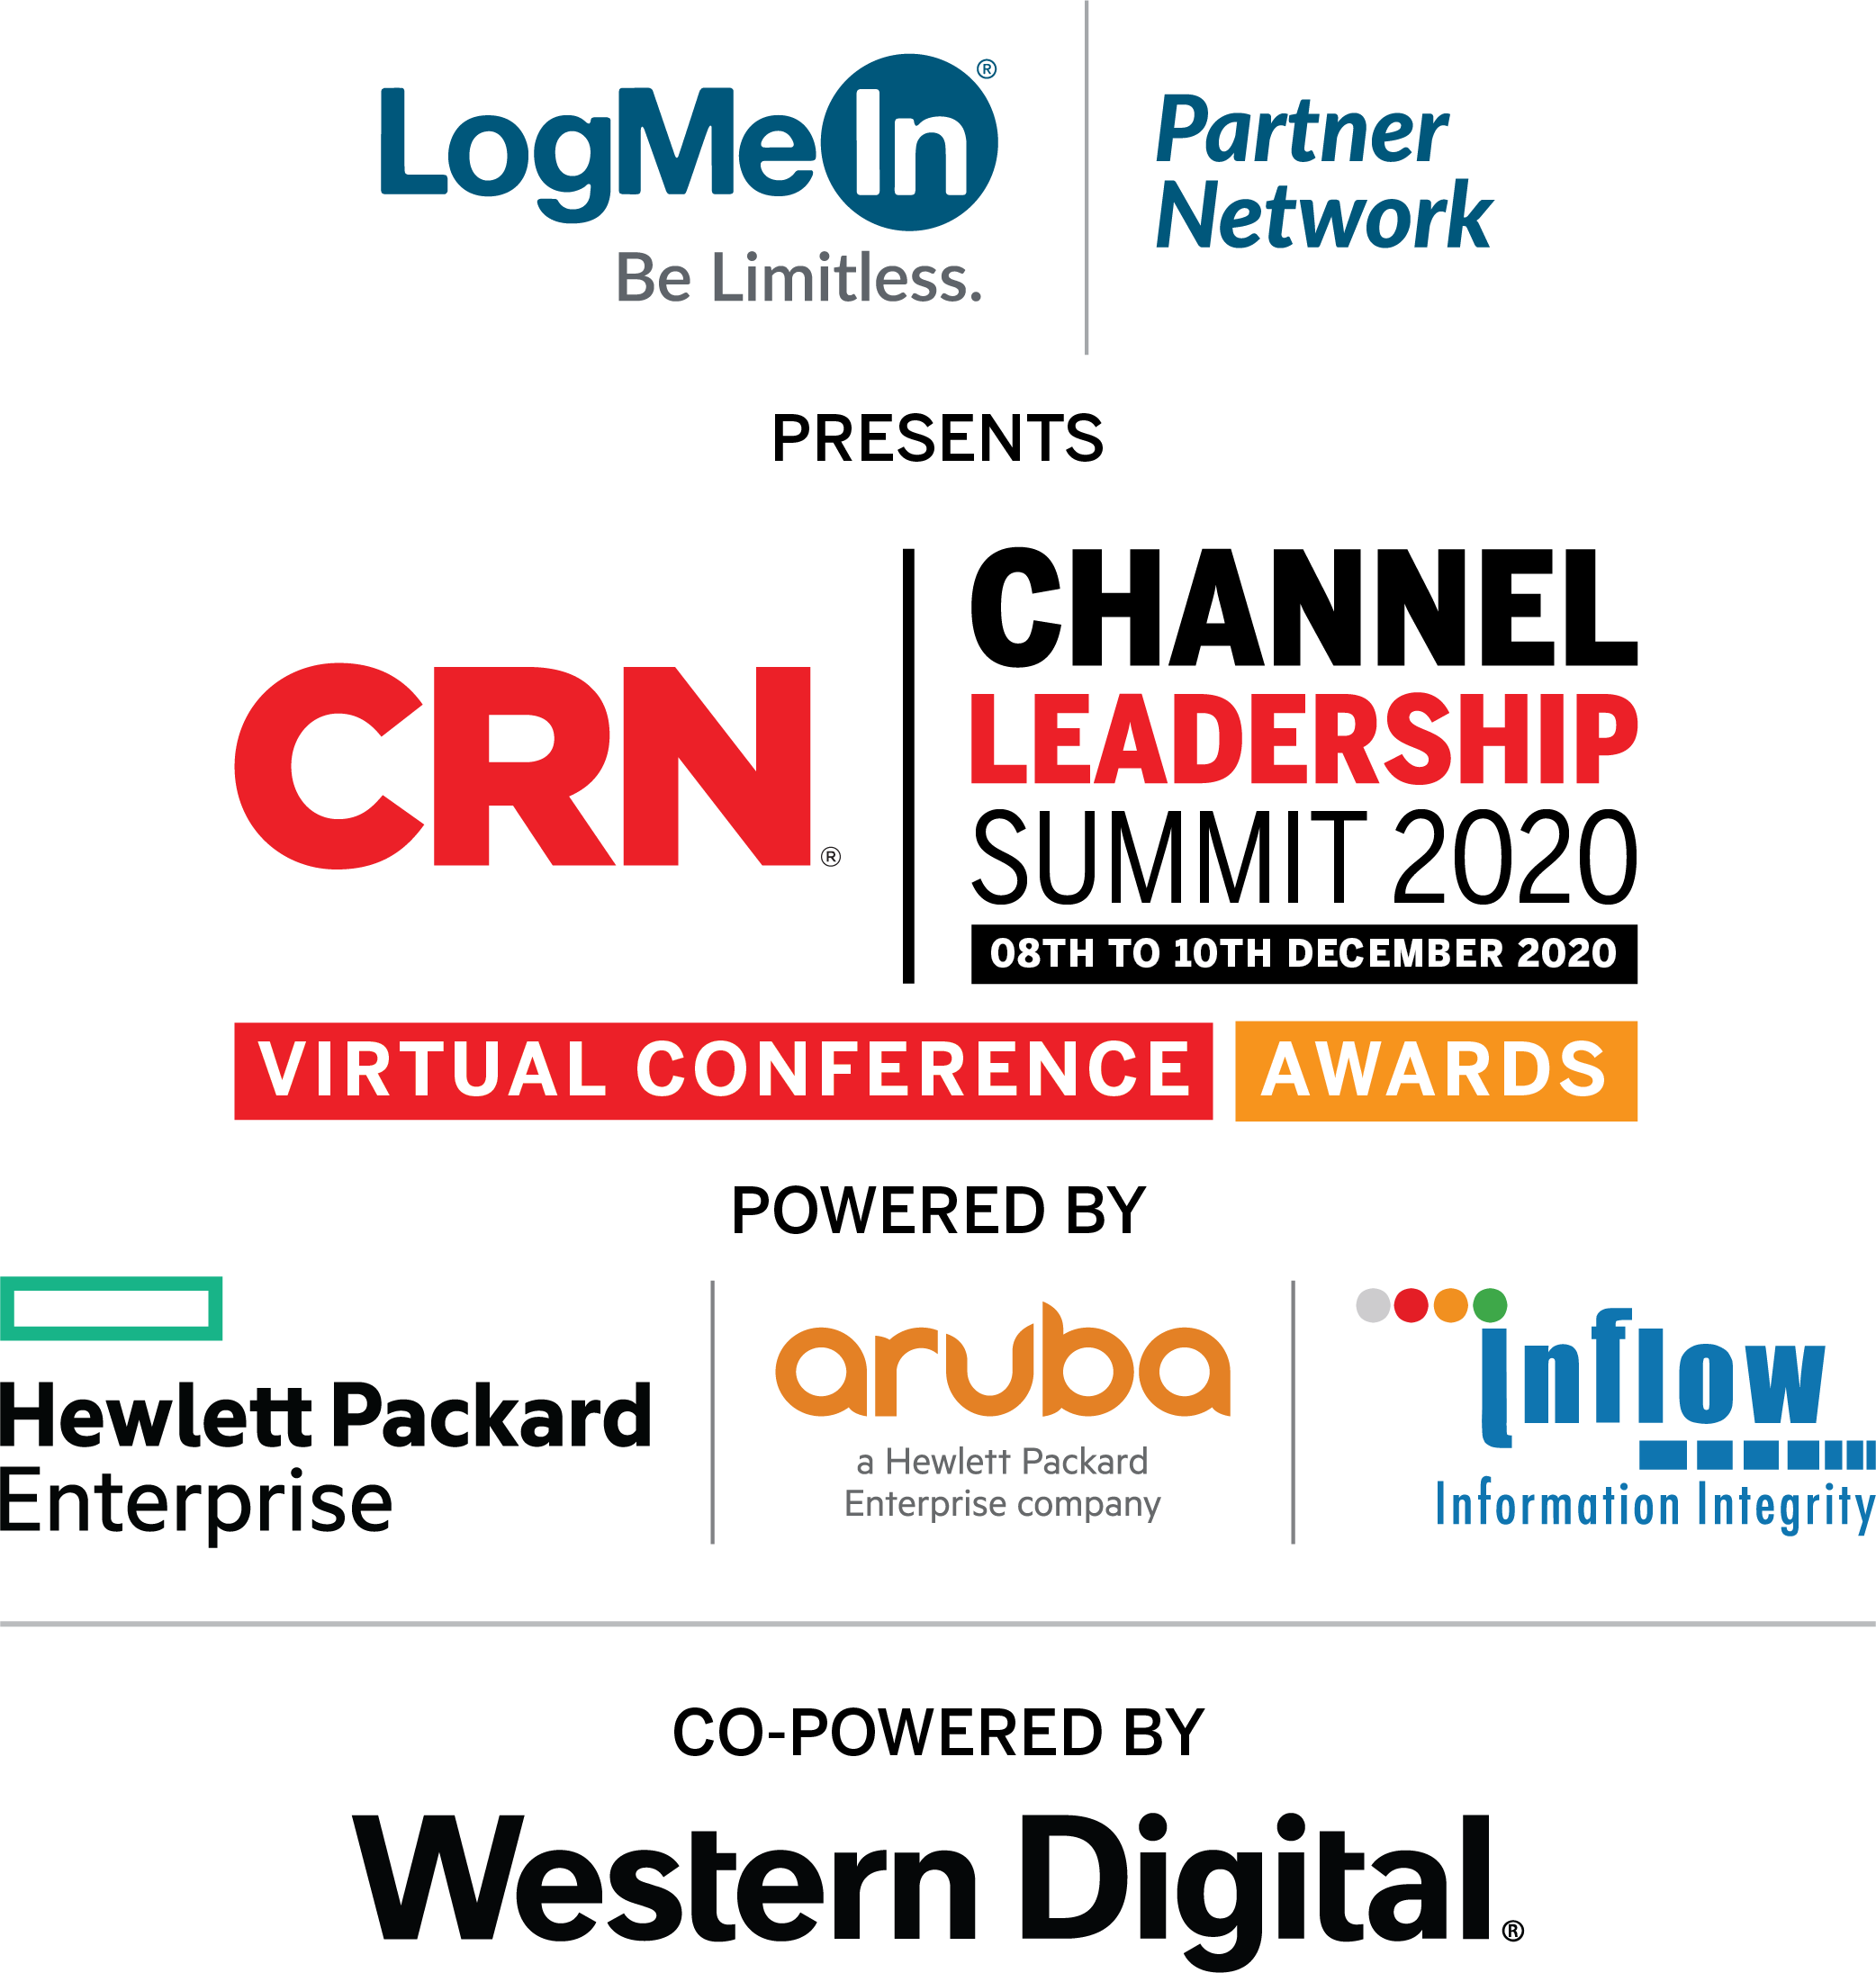 LogMeIn®
Be Limitless.
Partner
Network
PRESENTS
CRN®
CHANNEL
LEADERSHIP
SUMMIT 2020
08TH TO 10TH DECEMBER 2020
VIRTUAL CONFERENCE
AWARDS
POWERED BY
Hewlett Packard
Enterprise
aruba
a Hewlett Packard
Enterprise company
inflow
Information Integrity
CO-POWERED BY
Western Digital®